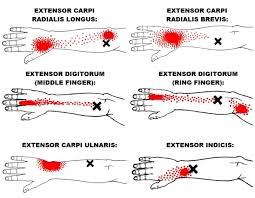 EXTENSOR CARPI
RADIALIS LONGUS:
EXTENSOR CARPI
RADIALIS BREVIS:
EXTENSOR DIGITORUM
(MIDDLE FINGER):
EXTENSOR DIGITORUM
(RING FINGER):
EXTENSOR CARPI ULNARIS:
EXTENSOR INDICIS: